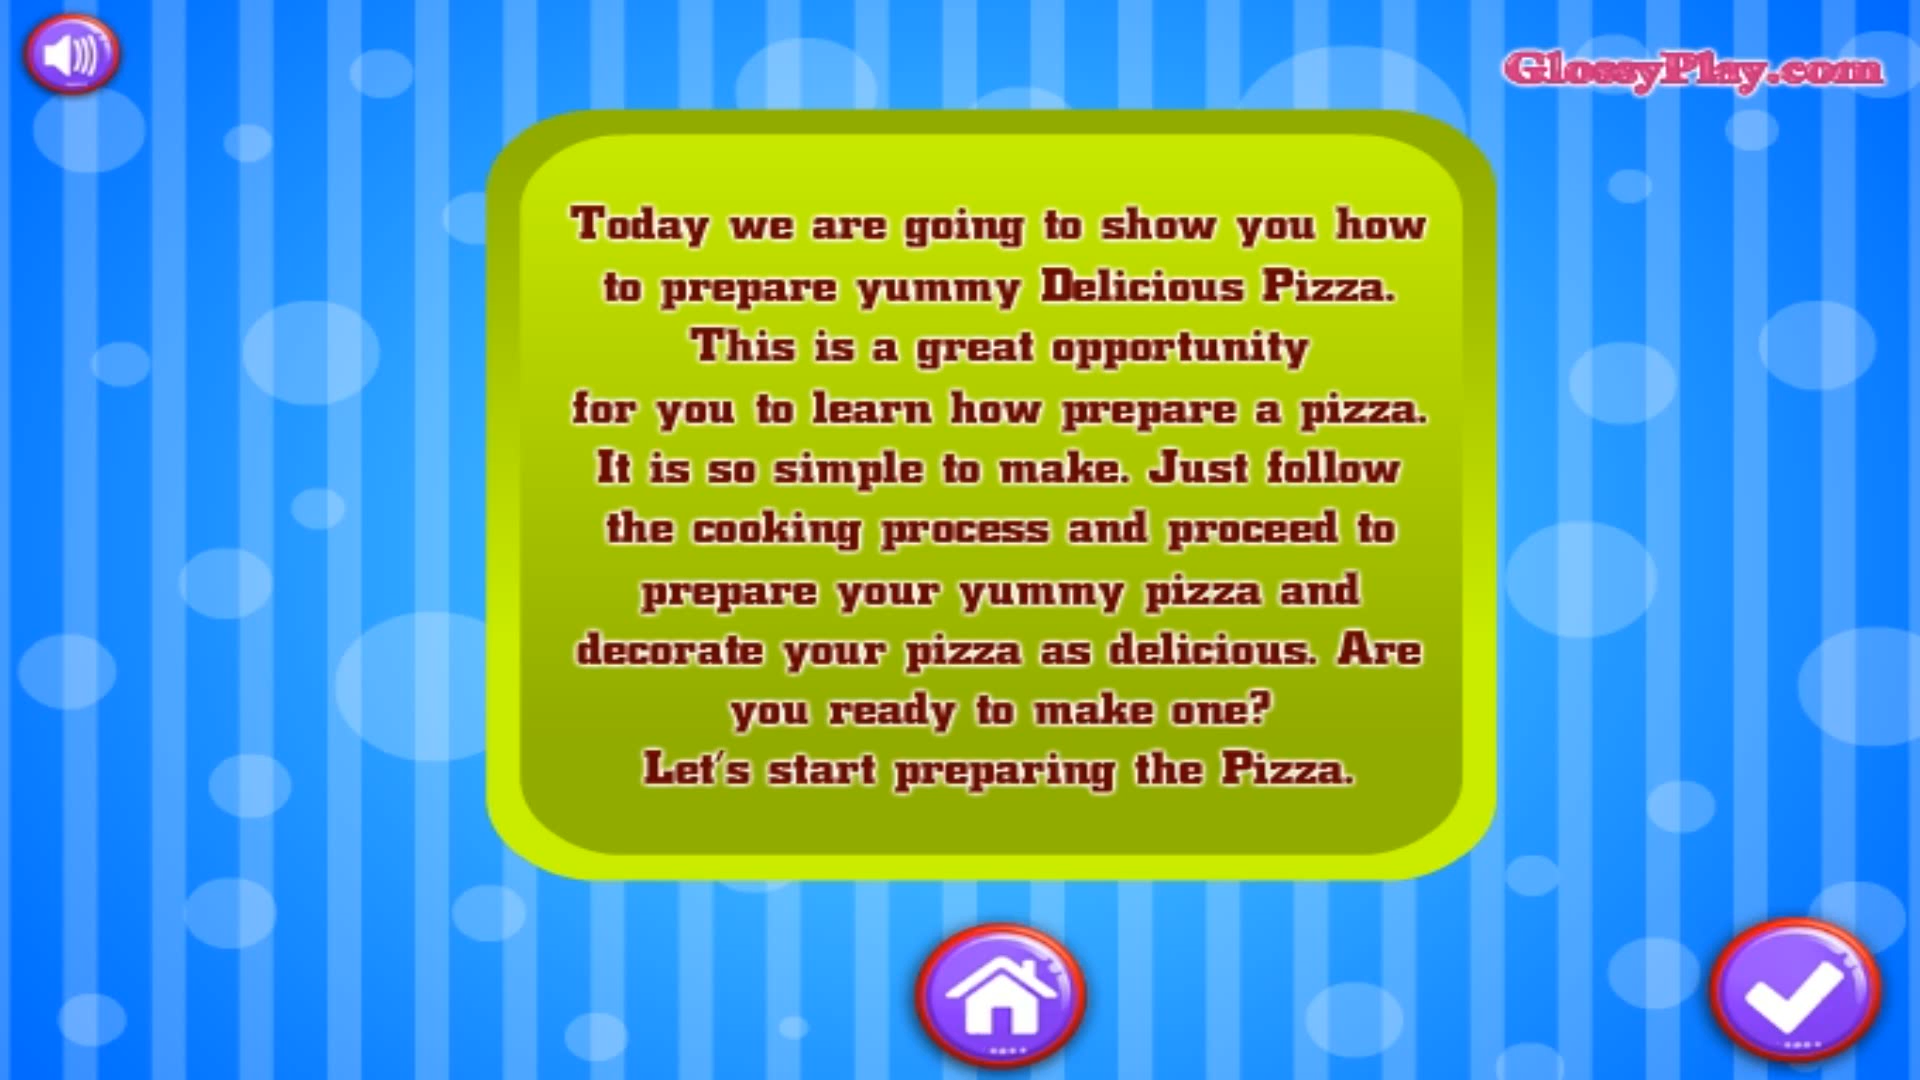 GlossyPlay.com
Today we are going to show you how
to prepare yummy Delicious Pizza.
This is a great opportunity
for you to learn how prepare a pizza.
It is so simple to make. Just follow
the cooking process and proceed to
prepare your yummy pizza and
decorate your pizza as delicious. Are
you ready to make one?
Let's start preparing the Pizza.